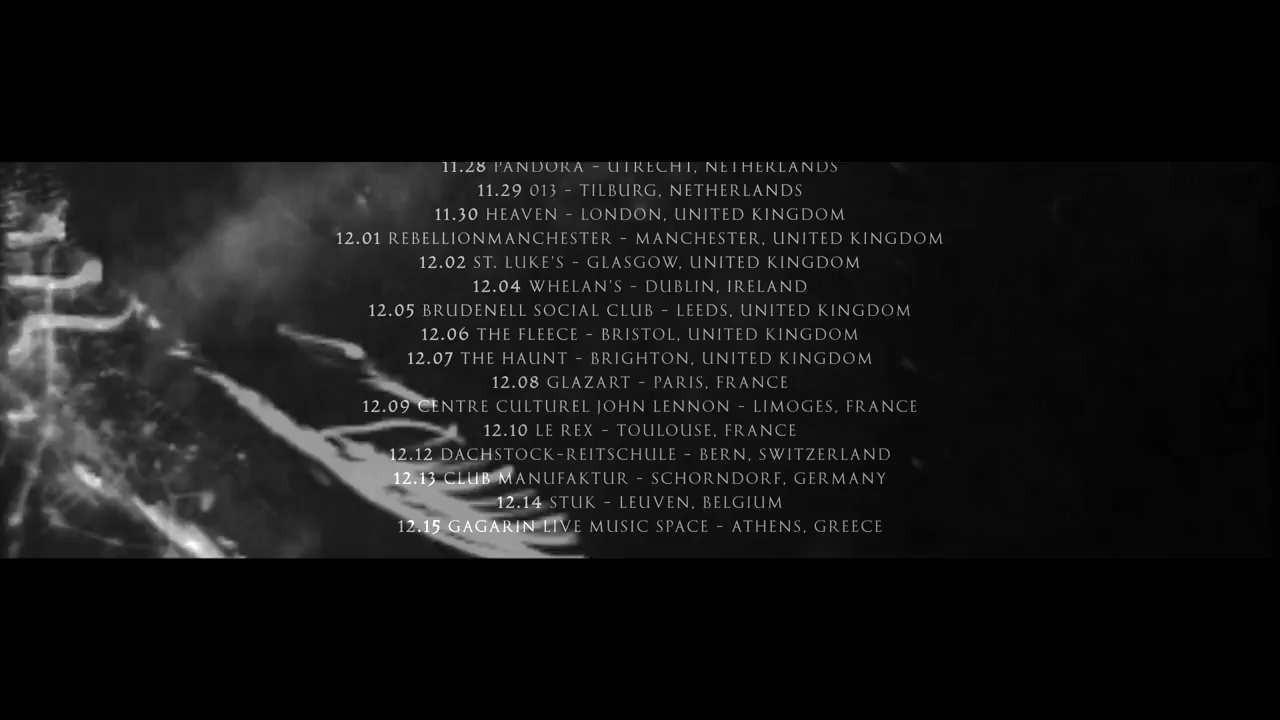 11.28 PANDORA - UTRECHT, NETHERLANDS
11.29 013 - TILBURG, NETHERLANDS
11.30 HEAVEN - LONDON, UNITED KINGDOM
12.01 REBELLIONMANCHESTER - MANCHESTER, UNITED KINGDOM
12.02 ST. LUKE'S - GLASGOW, UNITED KINGDOM
12.04 WHELAN'S - DUBLIN, IRELAND
12.05 BRUDENELL SOCIAL CLUB - LEEDS, UNITED KINGDOM
12.06 THE FLEECE - BRISTOL, UNITED KINGDOM
12.07 THE HAUNT - BRIGHTON, UNITED KINGDOM
12.08 GLAZART - PARIS, FRANCE
12.09 CENTRE CULTUREL JOHN LENNON - LIMOGES, FRANCE
12.10 LE REX - TOULOUSE, FRANCE
12.12 DACHSTOCK-REITSCHULE - BERN, SWITZERLAND
12.13 CLUB MANUFAKTUR - SCHORNDORF, GERMANY
12.14 STUK - LEUVEN, BELGIUM
12.15 GAGARIN LIVE MUSIC SPACE - ATHENS, GREECE